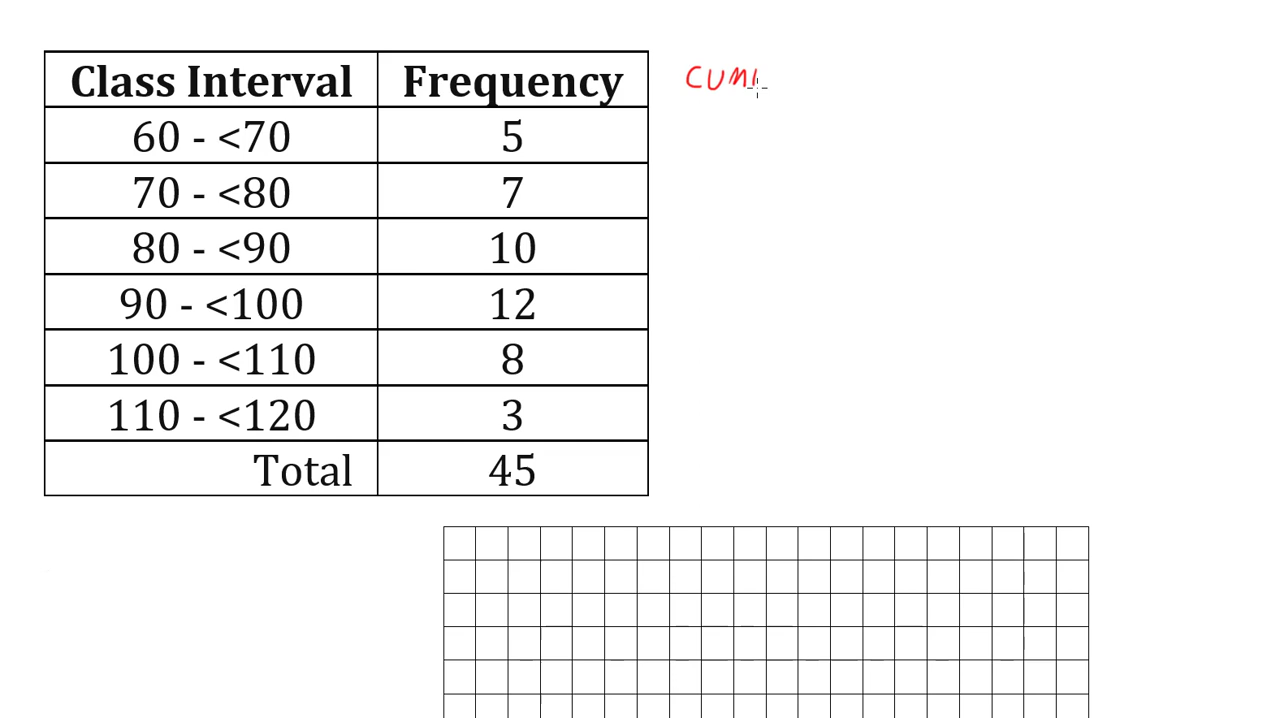 Class Interval Frequency CUM
60 - <70 5
70 - <80 7
80 - <90 10
90 - <100 12
100 - <110 8
110 - <120 3
Total 45